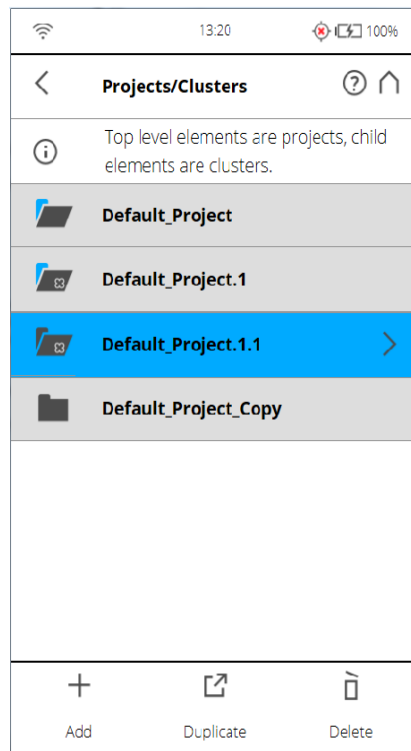 13:20
100%
Projects/Clusters
Top level elements are projects, child
elements are clusters.
Default_Project
Default_Project.1
Default_Project.1.1
Default_Project_Copy
Add
Duplicate
Delete